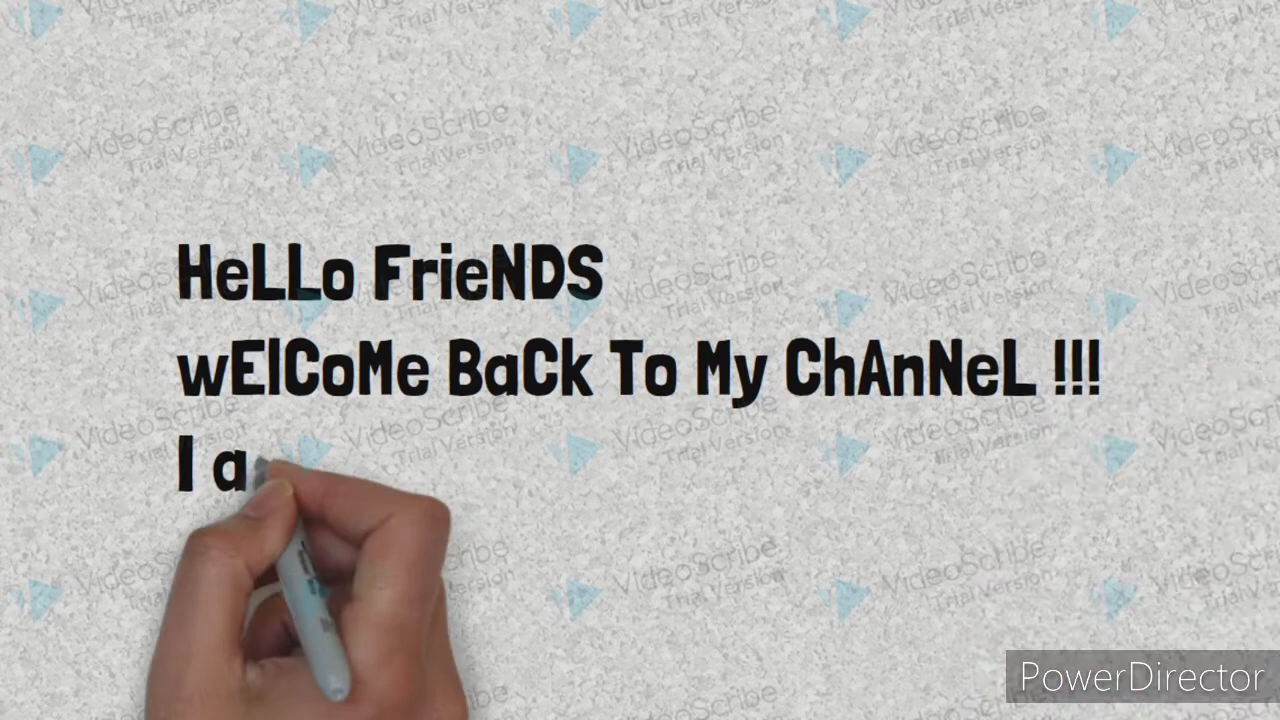 HeLLo FrieNDS
wElCoMe BaCk To My ChAnNeL !!!
I a
VideoScribe
Trial Version
PowerDirector